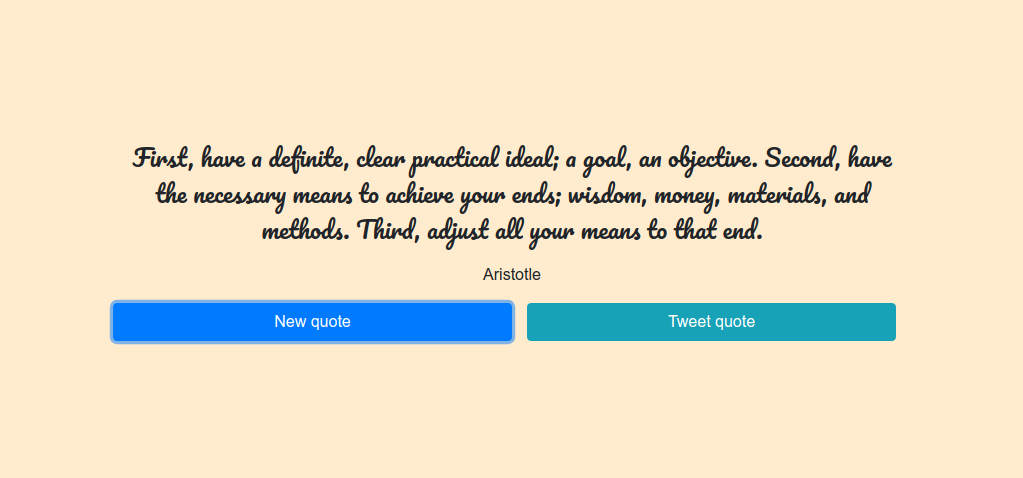 First, have a definite, clear practical ideal; a goal, an objective. Second, have
the necessary means to achieve your ends; wisdom, money, materials, and
methods. Third, adjust all your means to that end.
Aristotle
New quote
Tweet quote